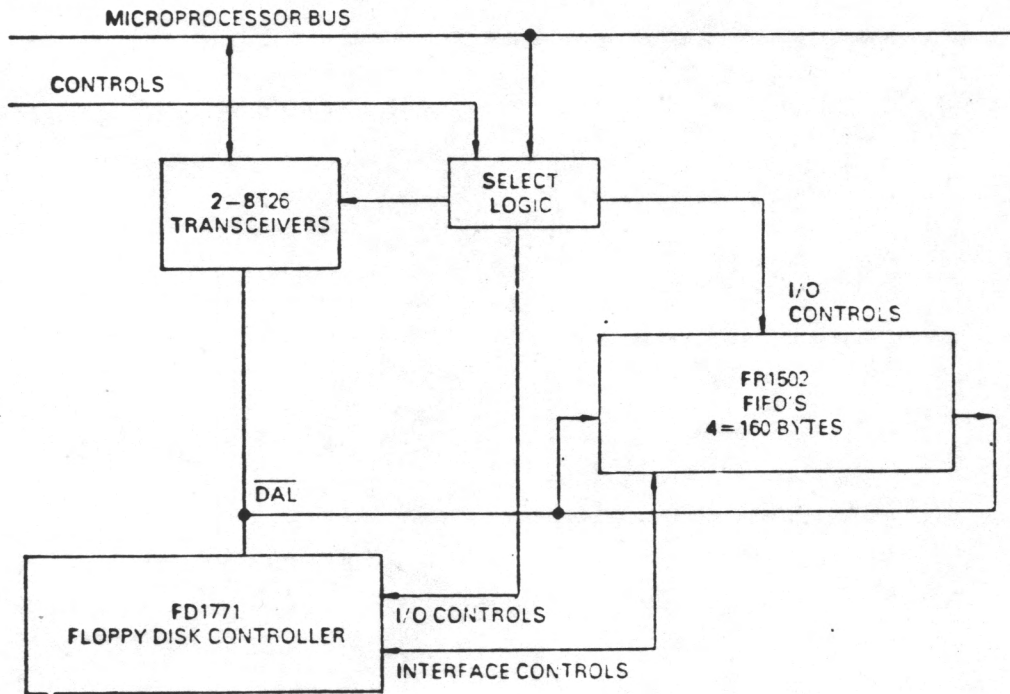 MICROPROCESSOR BUS
CONTROLS
2-8T26
TRANSCEIVERS
SELECT
LOGIC
I/O
CONTROLS
FR1502
FIFO'S
4=160 BYTES
DAL
FD1771
FLOPPY DISK CONTROLLER
I/O CONTROLS
INTERFACE CONTROLS